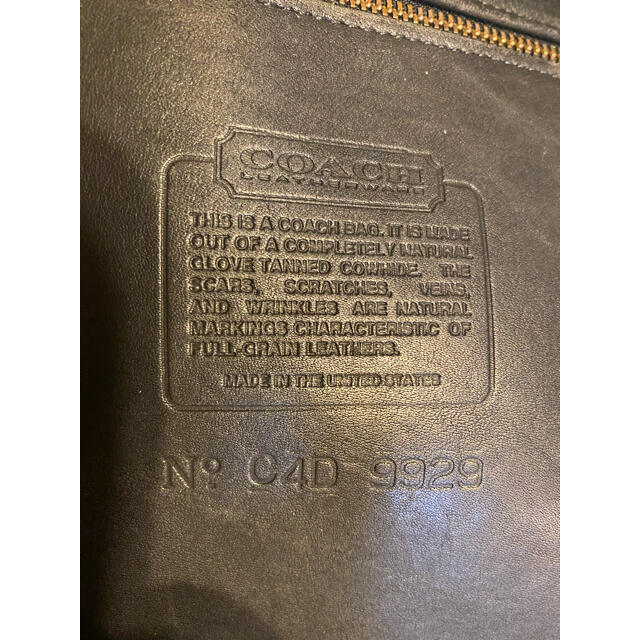 COACH
LEATHERWARE
THIS IS A COACH BAG. IT IS MADE
OUT OF A COMPLETELY NATURAL
GLOVE TANNED COWHIDE. THE
SCARS, SCRATCHES, VEINS,
AND WRINKLES ARE NATURAL
MARKINGS CHARACTERISTIC OF
FULL-GRAIN LEATHERS.
MADE IN THE UNITED STATES
Nº C4D 9929